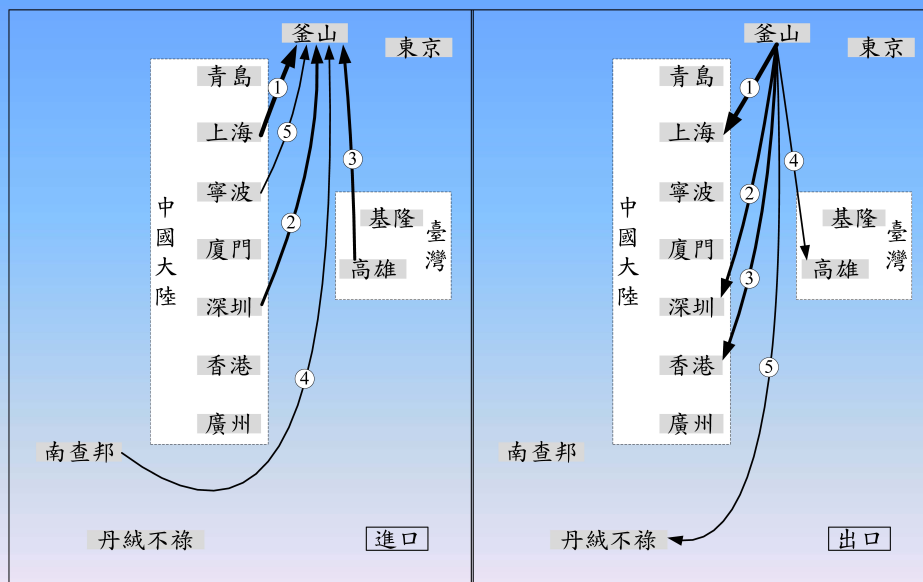 釜山
東京
青島
上海
寧波
廈門
深圳
香港
廣州
中國大陸
基隆
高雄
臺灣
南查邦
丹絨不祿
進口
①
⑤
③
②
④
釜山
東京
青島
上海
寧波
廈門
深圳
香港
廣州
中國大陸
基隆
高雄
臺灣
南查邦
丹絨不祿
出口
①
④
②
③
⑤